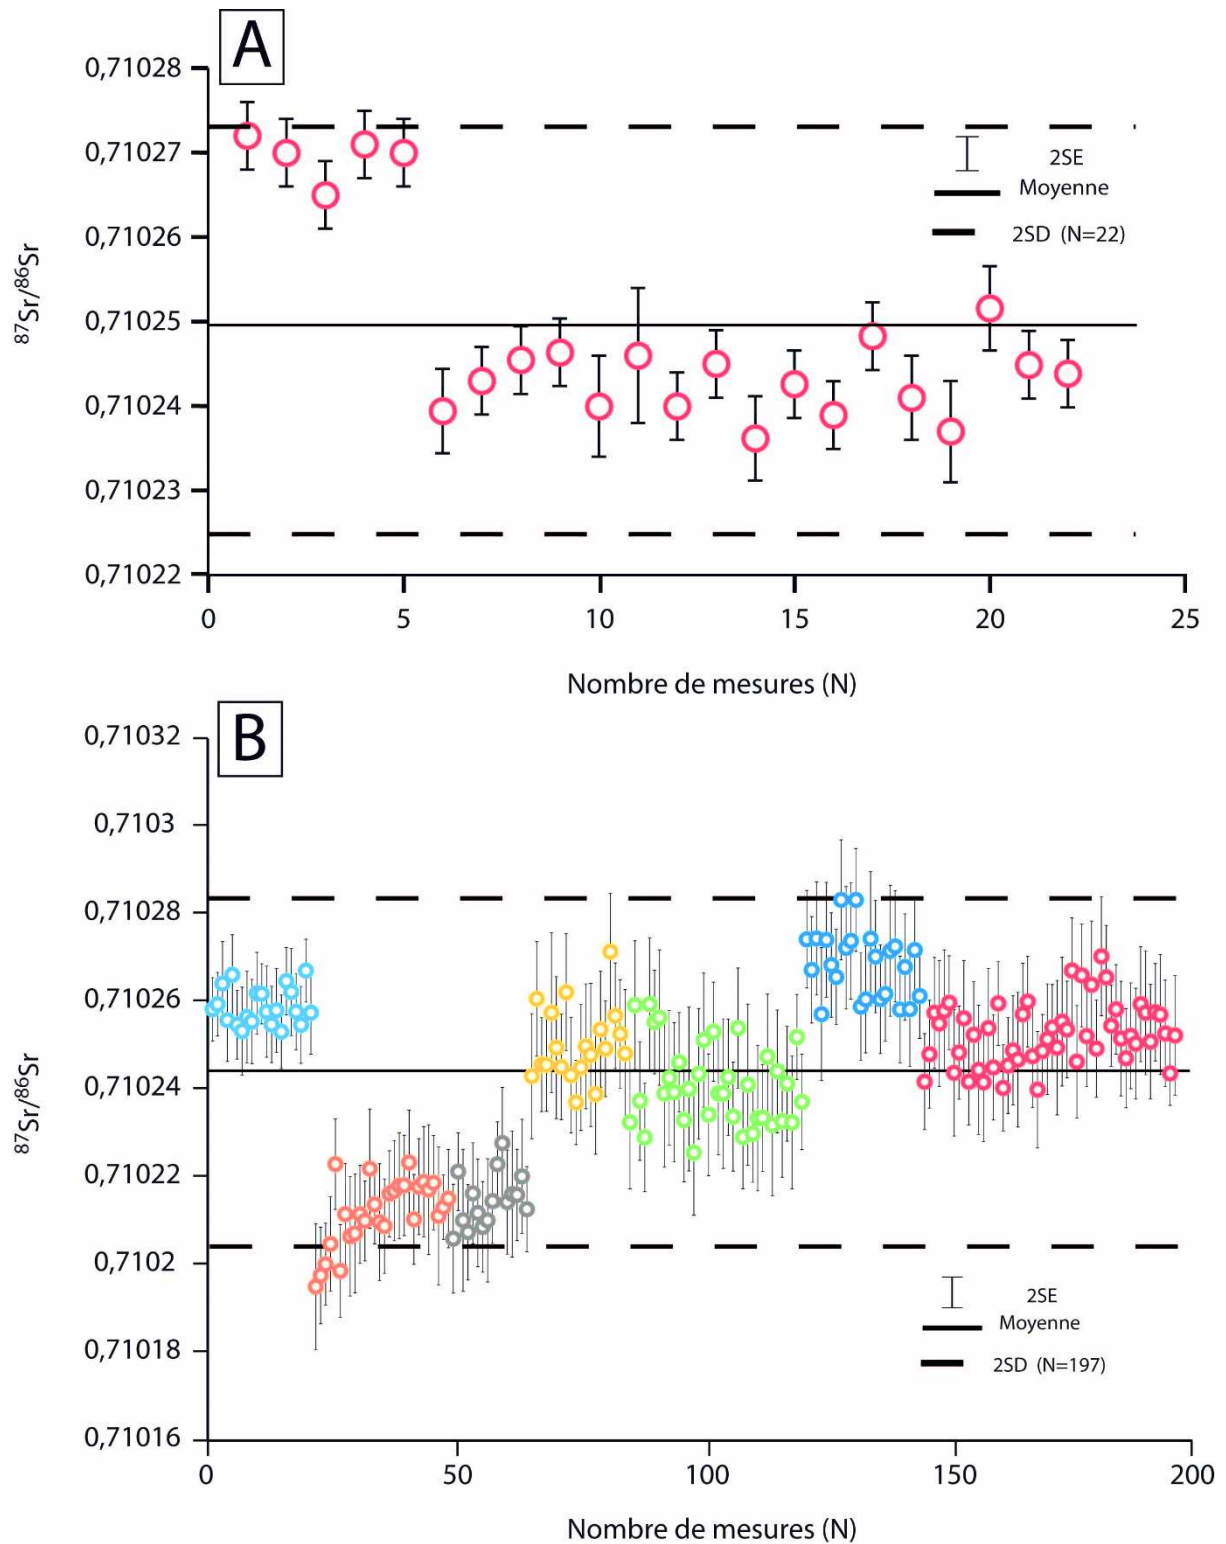 A
0,71028
0,71027
0,71026
0,71025
0,71024
0,71023
0,71022
⁸⁷Sr/⁸⁶Sr
2SE
Moyenne
2SD (N=22)
0 5 10 15 20 25
Nombre de mesures (N)
B
0,71032
0,7103
0,71028
0,71026
0,71024
0,71022
0,7102
0,71018
0,71016
⁸⁷Sr/⁸⁶Sr
2SE
Moyenne
2SD (N=197)
0 50 100 150 200
Nombre de mesures (N)